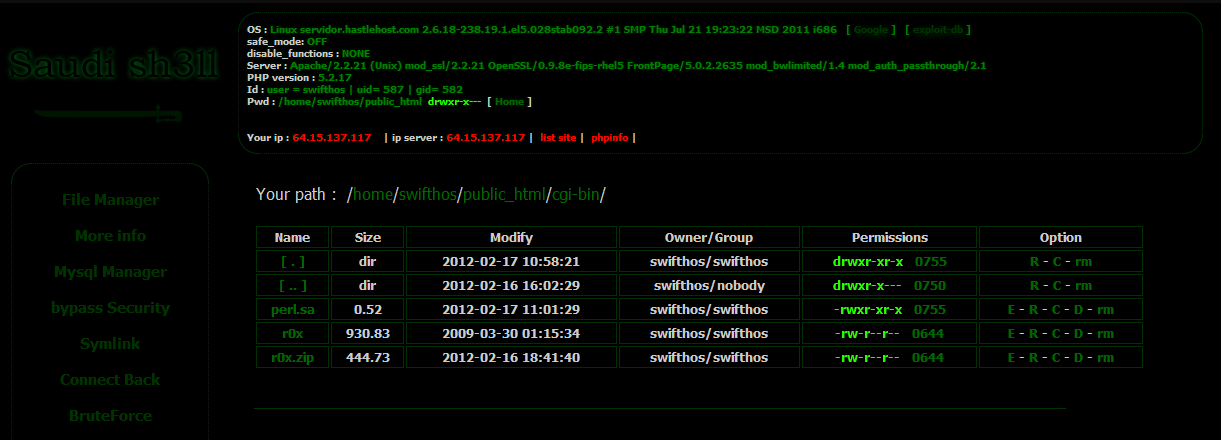 OS : Linux servidor.hastlehost.com 2.6.18-238.19.1.el5.028stab092.2 #1 SMP Thu Jul 21 19:23:22 MSD 2011 i686 [ Google ] [ exploit-db ]
safe_mode: OFF
disable_functions : NONE
Server : Apache/2.2.21 (Unix) mod_ssl/2.2.21 OpenSSL/0.9.8e-fips-rhel5 FrontPage/5.0.2.2635 mod_bwlimited/1.4 mod_auth_passthrough/2.1
PHP version : 5.2.17
Id : user = swifthos | uid= 587 | gid= 582
Pwd : /home/swifthos/public_html drwxr-x--- [ Home ]
Your ip : 64.15.137.117 | ip server : 64.15.137.117 | list site | phpinfo |
Saudi sh3ll
File Manager
More info
Mysql Manager
bypass Security
Symlink
Connect Back
BruteForce
Your path : /home/swifthos/public_html/cgi-bin/
Name Size Modify Owner/Group Permissions Option
[ . ] dir 2012-02-17 10:58:21 swifthos/swifthos drwxr-xr-x 0755 R - C - rm
[ .. ] dir 2012-02-16 16:02:29 swifthos/nobody drwxr-x--- 0750 R - C - rm
perl.sa 0.52 2012-02-17 11:01:29 swifthos/swifthos -rwxr-xr-x 0755 E - R - C - D - rm
r0x 930.83 2009-03-30 01:15:34 swifthos/swifthos -rw-r--r-- 0644 E - R - C - D - rm
r0x.zip 444.73 2012-02-16 18:41:40 swifthos/swifthos -rw-r--r-- 0644 E - R - C - D - rm